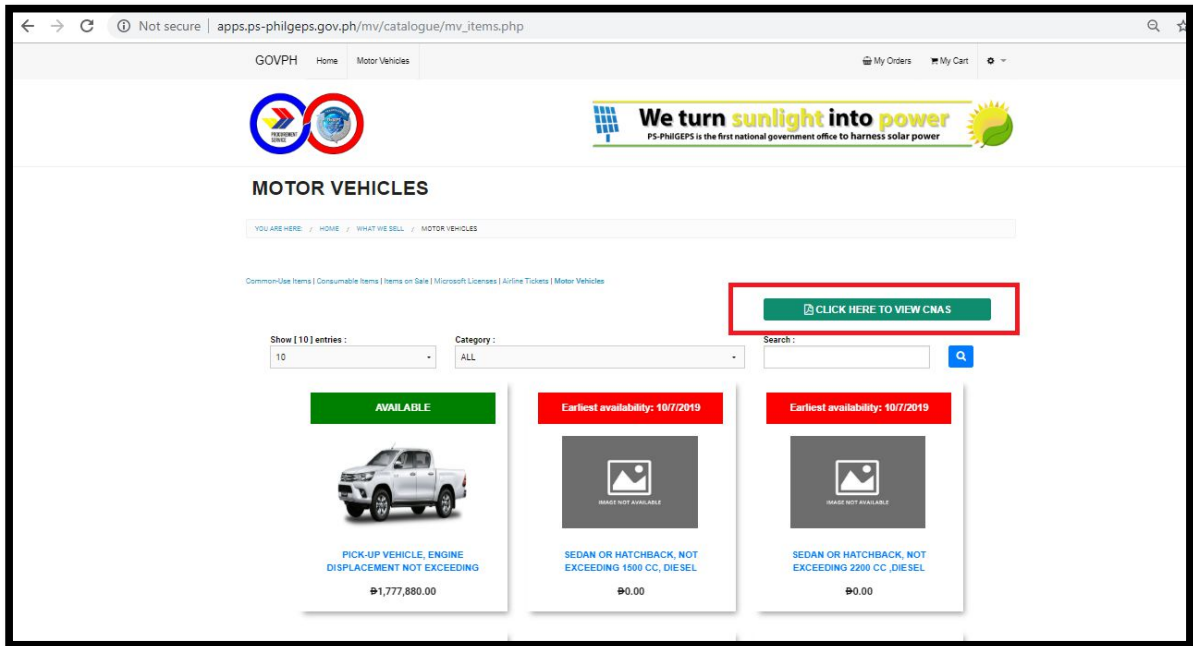 Not secure | apps.ps-philgeps.gov.ph/mv/catalogue/mv_items.php
GOVPH Home Motor Vehicles My Orders My Cart
PROCUREMENT SERVICE
We turn sunlight into power
PS-PhilGEPS is the first national government office to harness solar power
MOTOR VEHICLES
YOU ARE HERE: / HOME / WHAT WE SELL / MOTOR VEHICLES
Common-Use Items | Consumable Items | Items on Sale | Microsoft Licenses | Airline Tickets | Motor Vehicles
CLICK HERE TO VIEW CNAS
Show [ 10 ] entries : Category : Search :
10 ALL
AVAILABLE
Earliest availability: 10/7/2019
Earliest availability: 10/7/2019
IMAGE NOT AVAILABLE
IMAGE NOT AVAILABLE
PICK-UP VEHICLE, ENGINE
DISPLACEMENT NOT EXCEEDING
₱1,777,880.00
SEDAN OR HATCHBACK, NOT
EXCEEDING 1500 CC, DIESEL
₱0.00
SEDAN OR HATCHBACK, NOT
EXCEEDING 2200 CC ,DIESEL
₱0.00